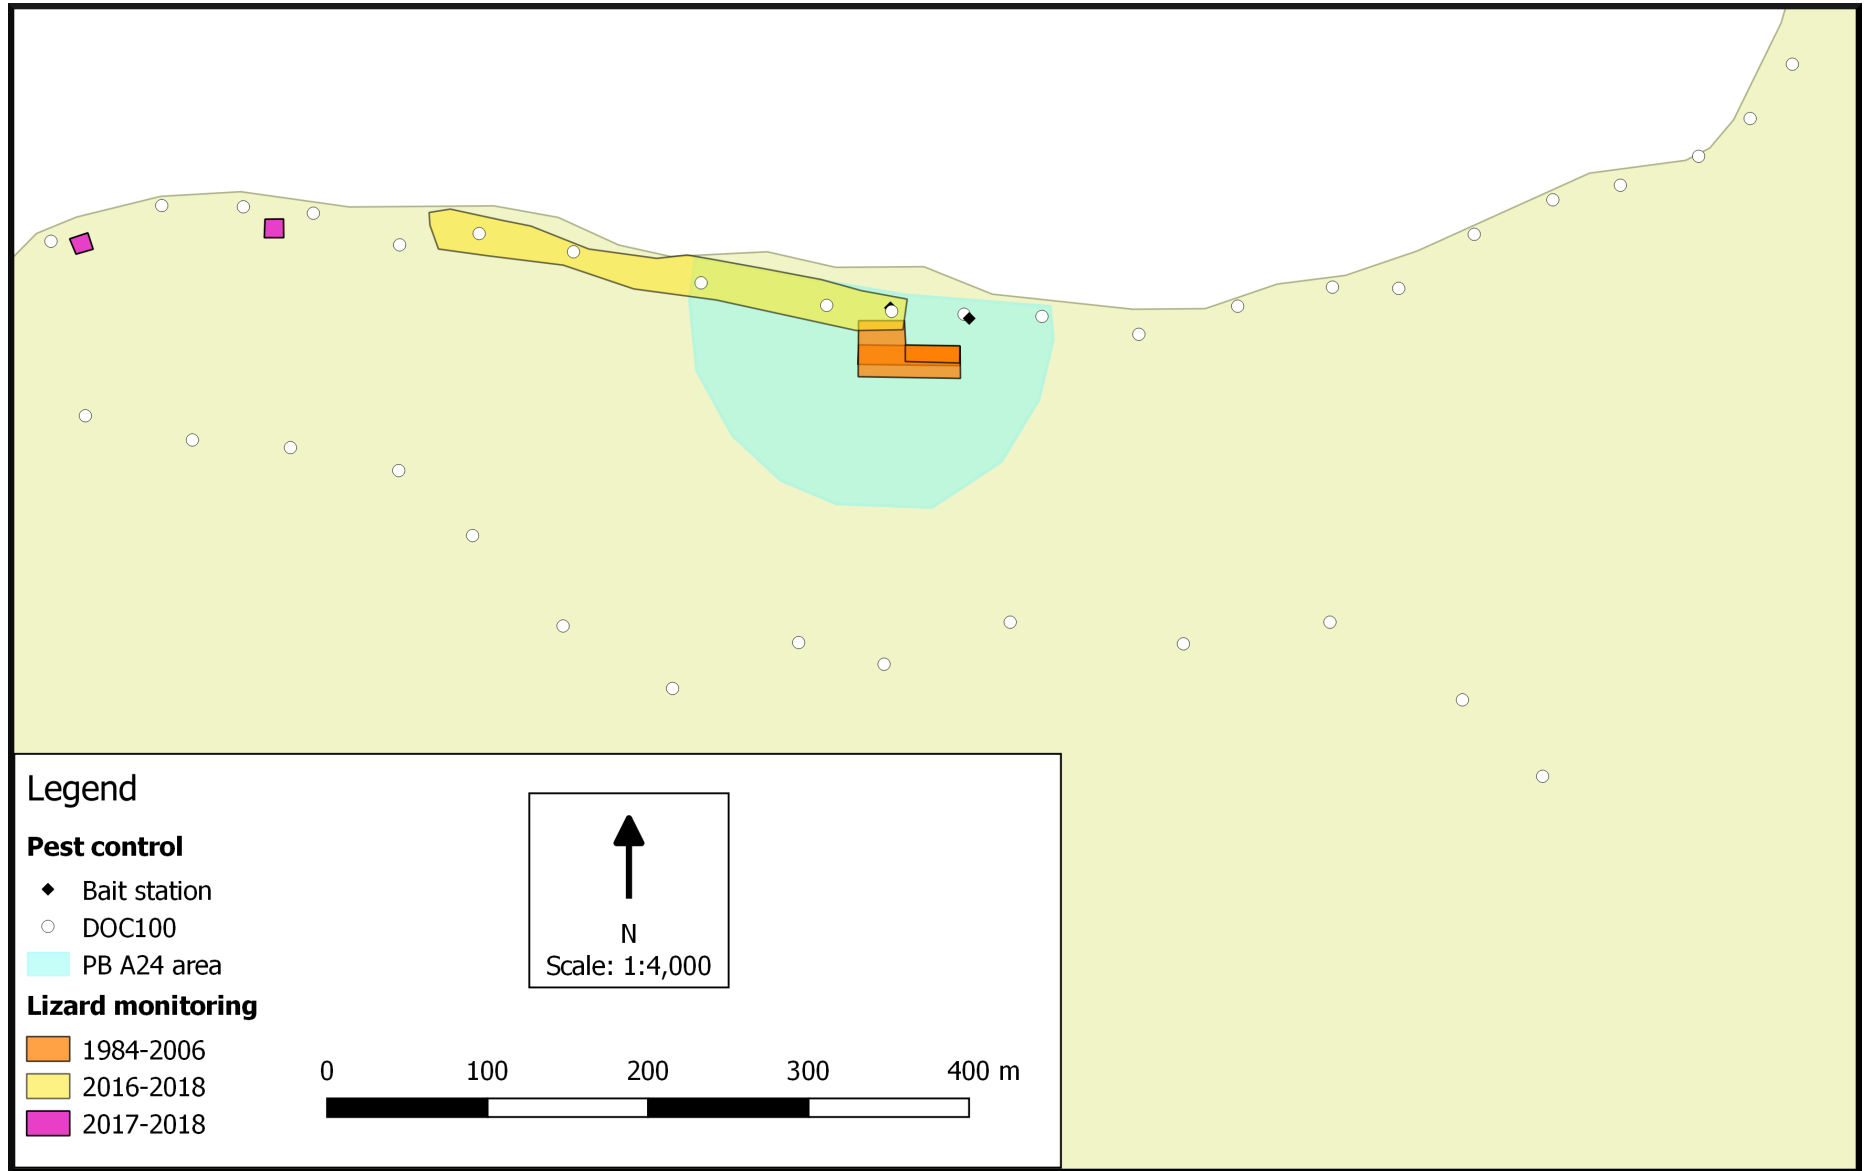 Legend
Pest control
Bait station
DOC100
PB A24 area
Lizard monitoring
1984-2006
2016-2018
2017-2018
N
Scale: 1:4,000
0 100 200 300 400 m